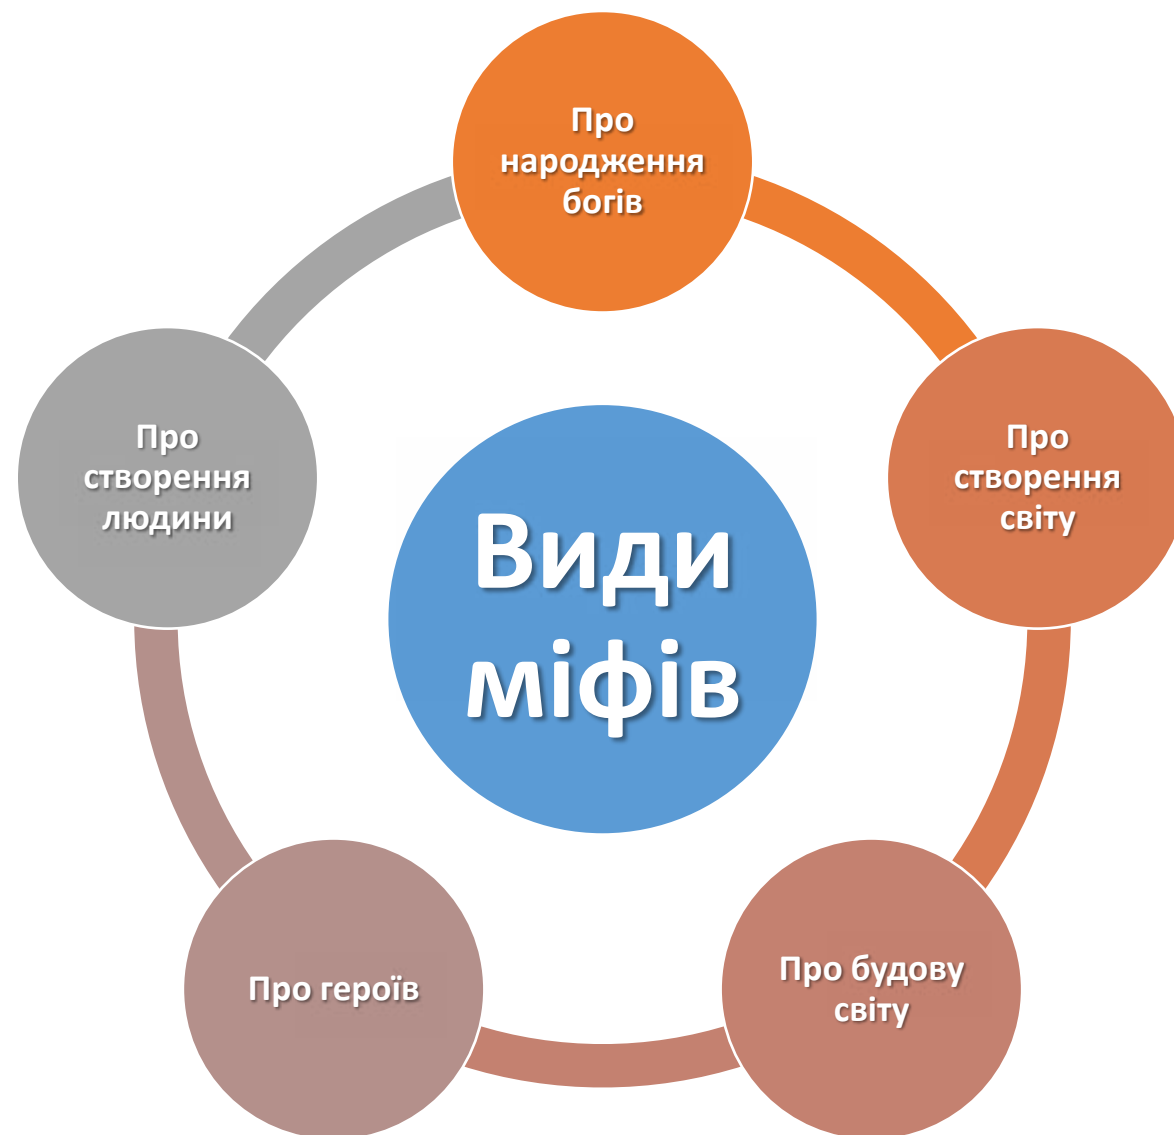 Про
народження
богів
Про
створення
світу
Про будову
світу
Про героїв
Про
створення
людини
Види
міфів